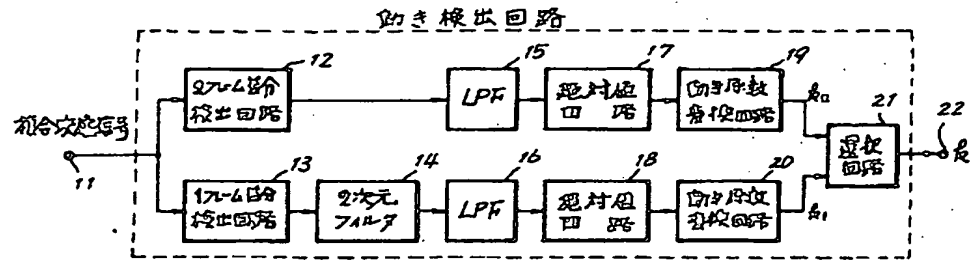 動き検出回路
複合映像信号
11
12
2フレーム差分
検出回路
15
LPF
17
絶対値
回路
19
動き係数
変換回路
k2
21
選択
回路
22
k
13
1フレーム差分
検出回路
14
2次元
フィルタ
16
LPF
18
絶対値
回路
20
動き係数
変換回路
k1